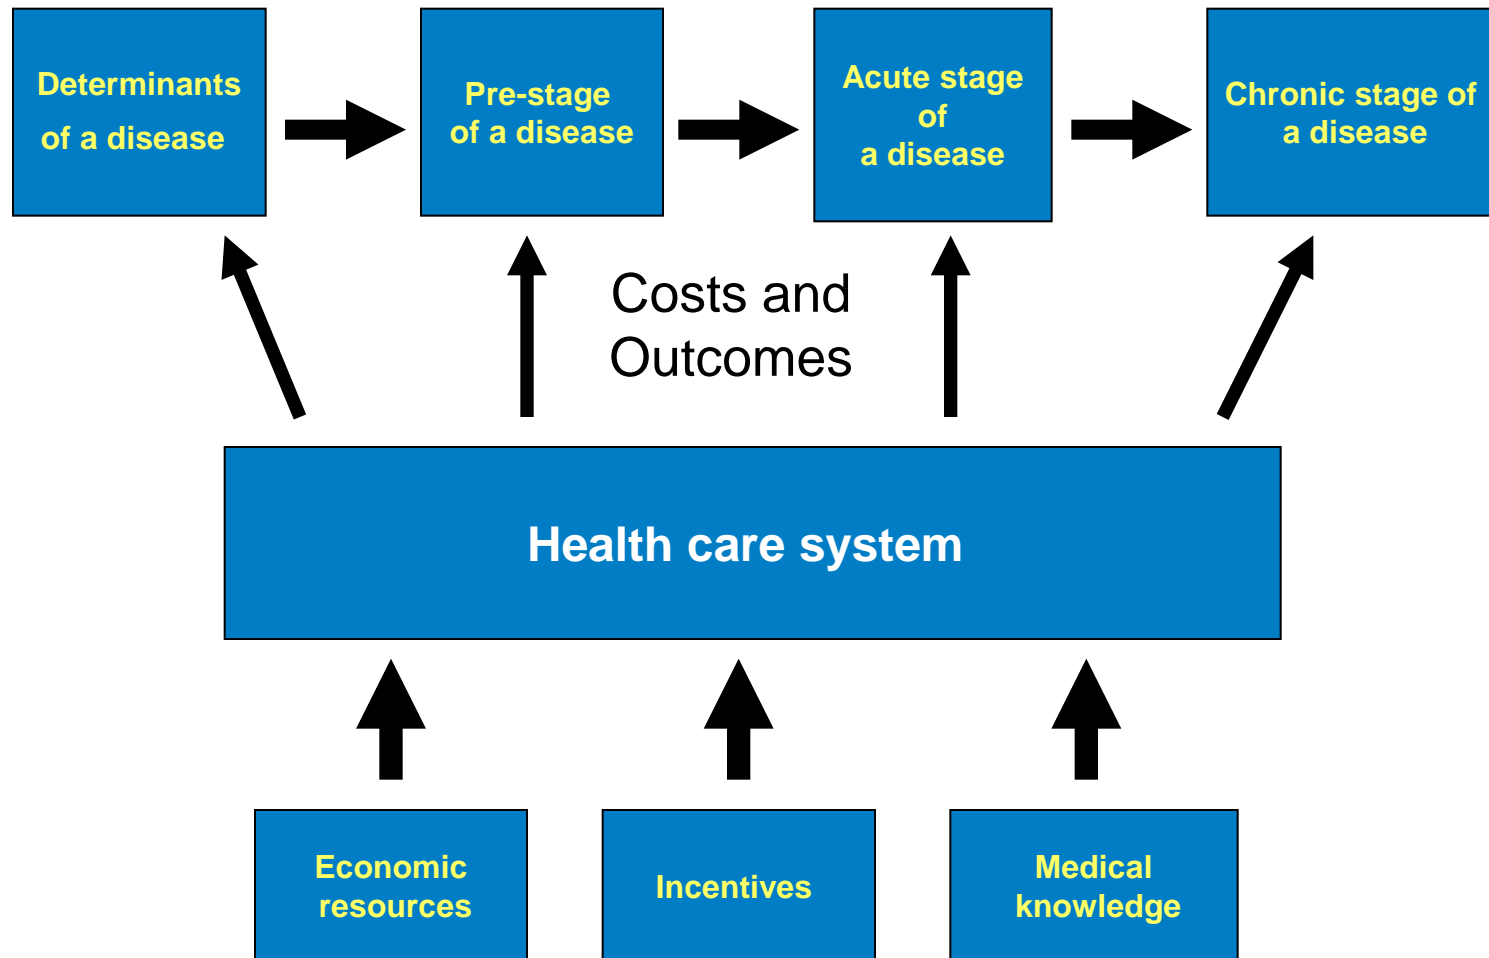 Determinants
of a disease
Pre-stage
of a disease
Acute stage
of
a disease
Chronic stage of
a disease
Costs and
Outcomes
Health care system
Economic
resources
Incentives
Medical
knowledge